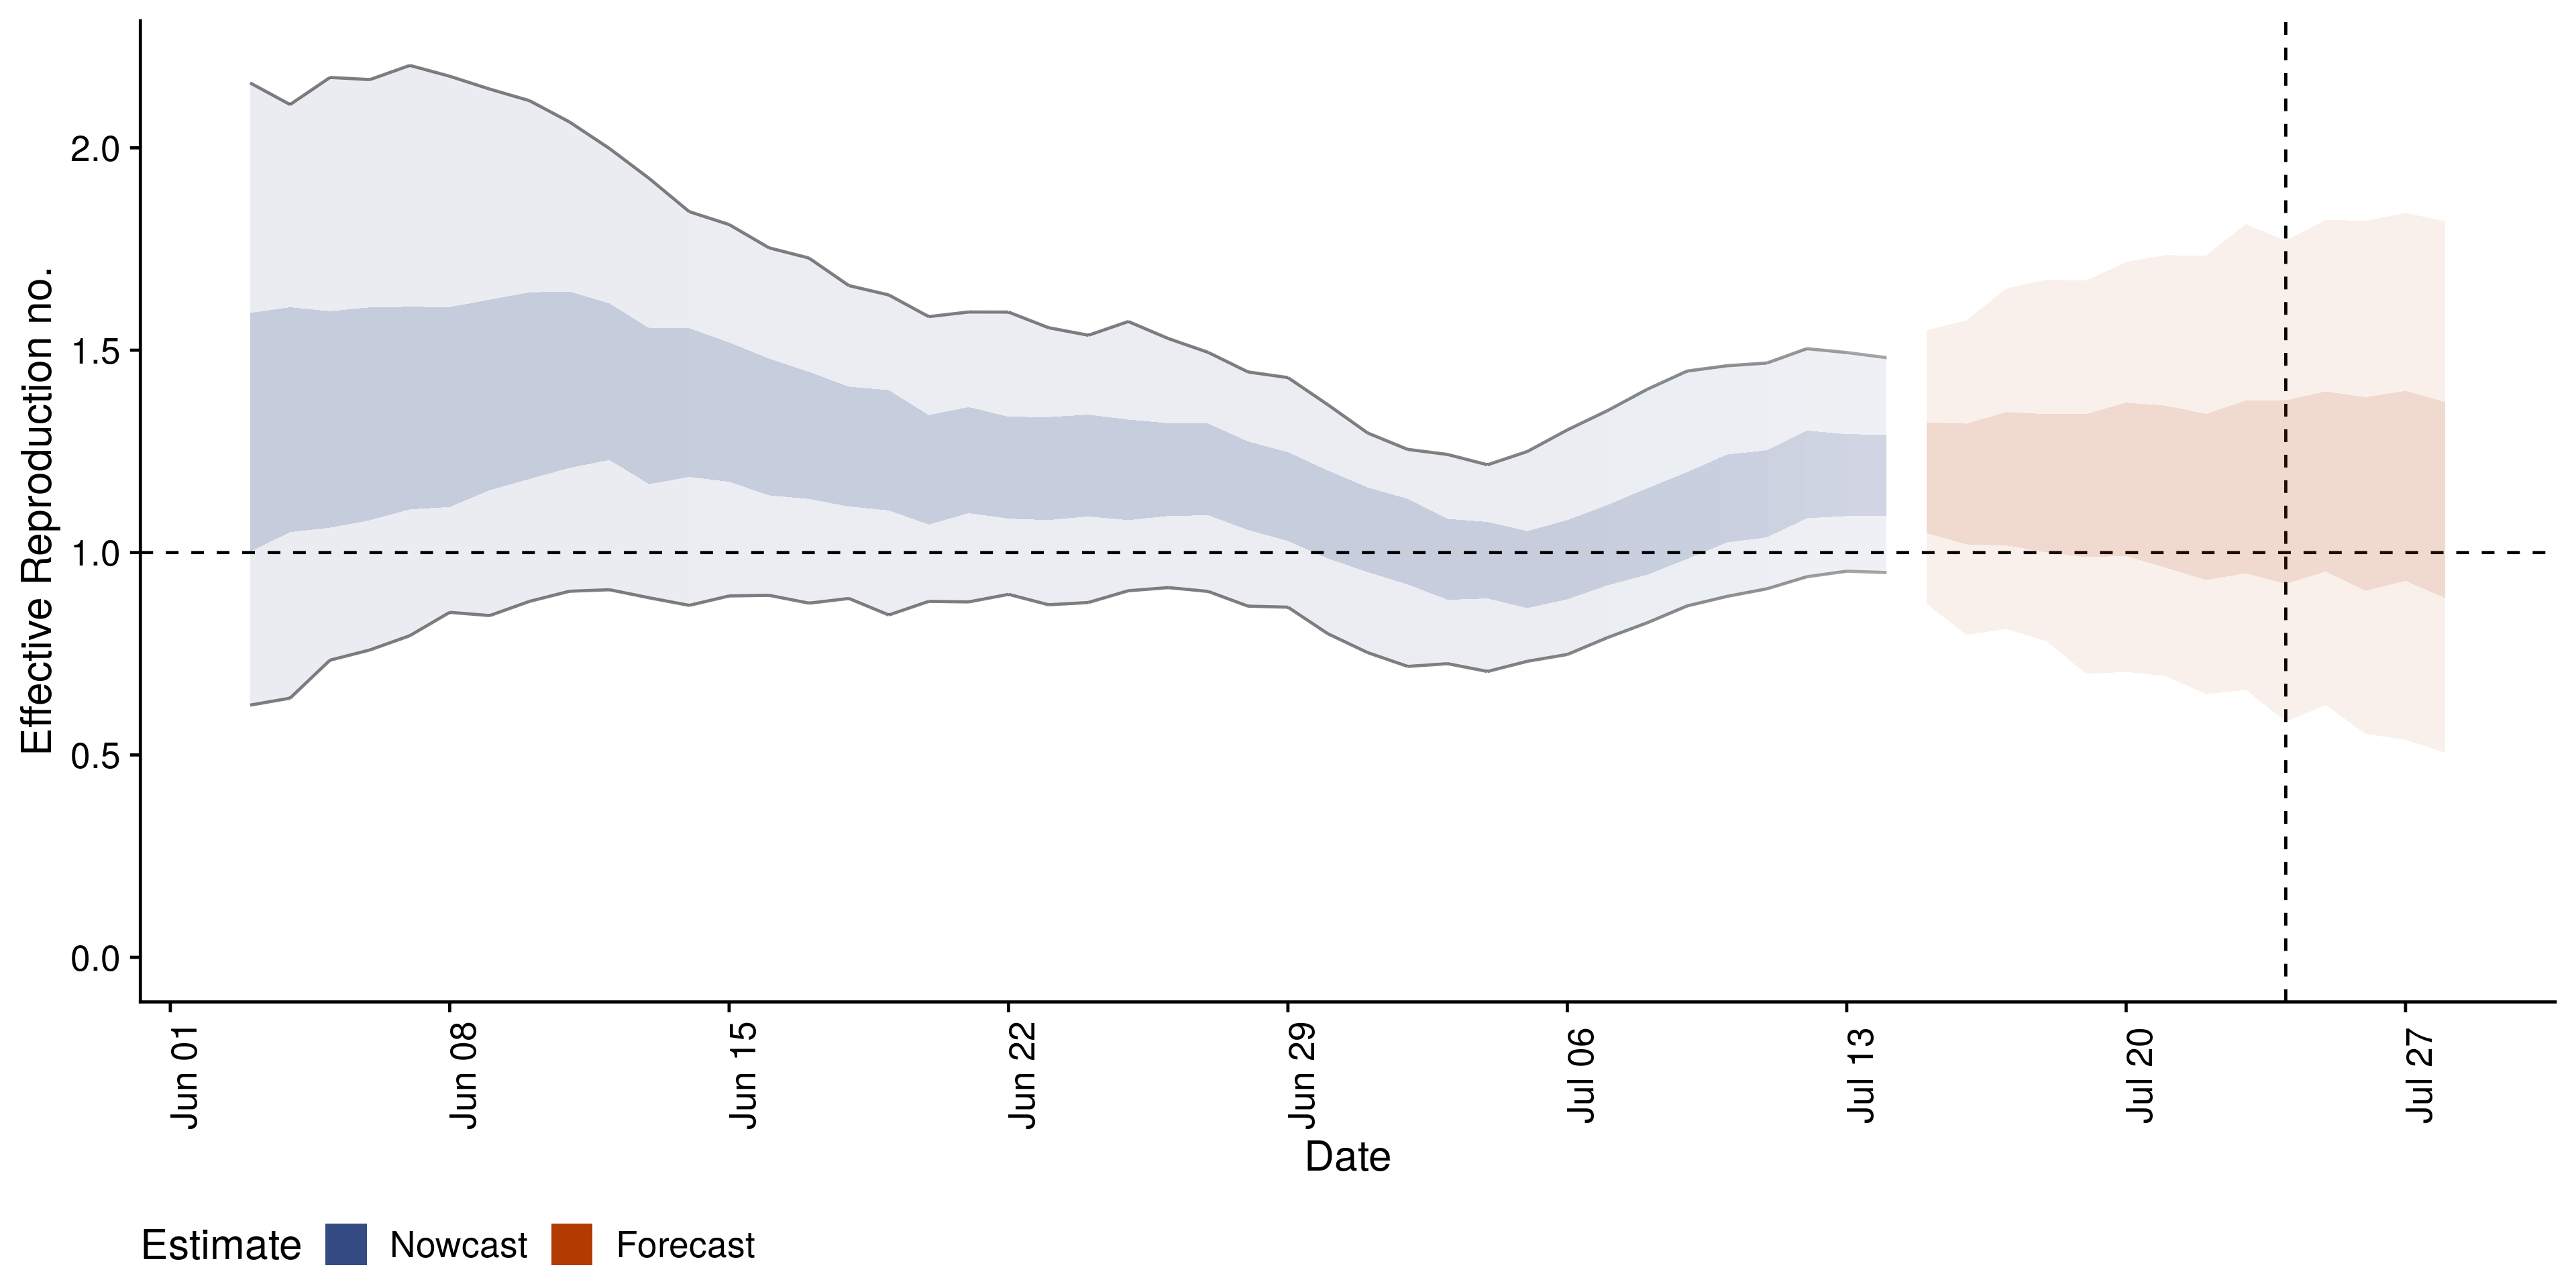 Effective Reproduction no.
2.0
1.5
1.0
0.5
0.0
Jun 01
Jun 08
Jun 15
Jun 22
Jun 29
Jul 06
Jul 13
Jul 20
Jul 27
Date
Estimate Nowcast Forecast